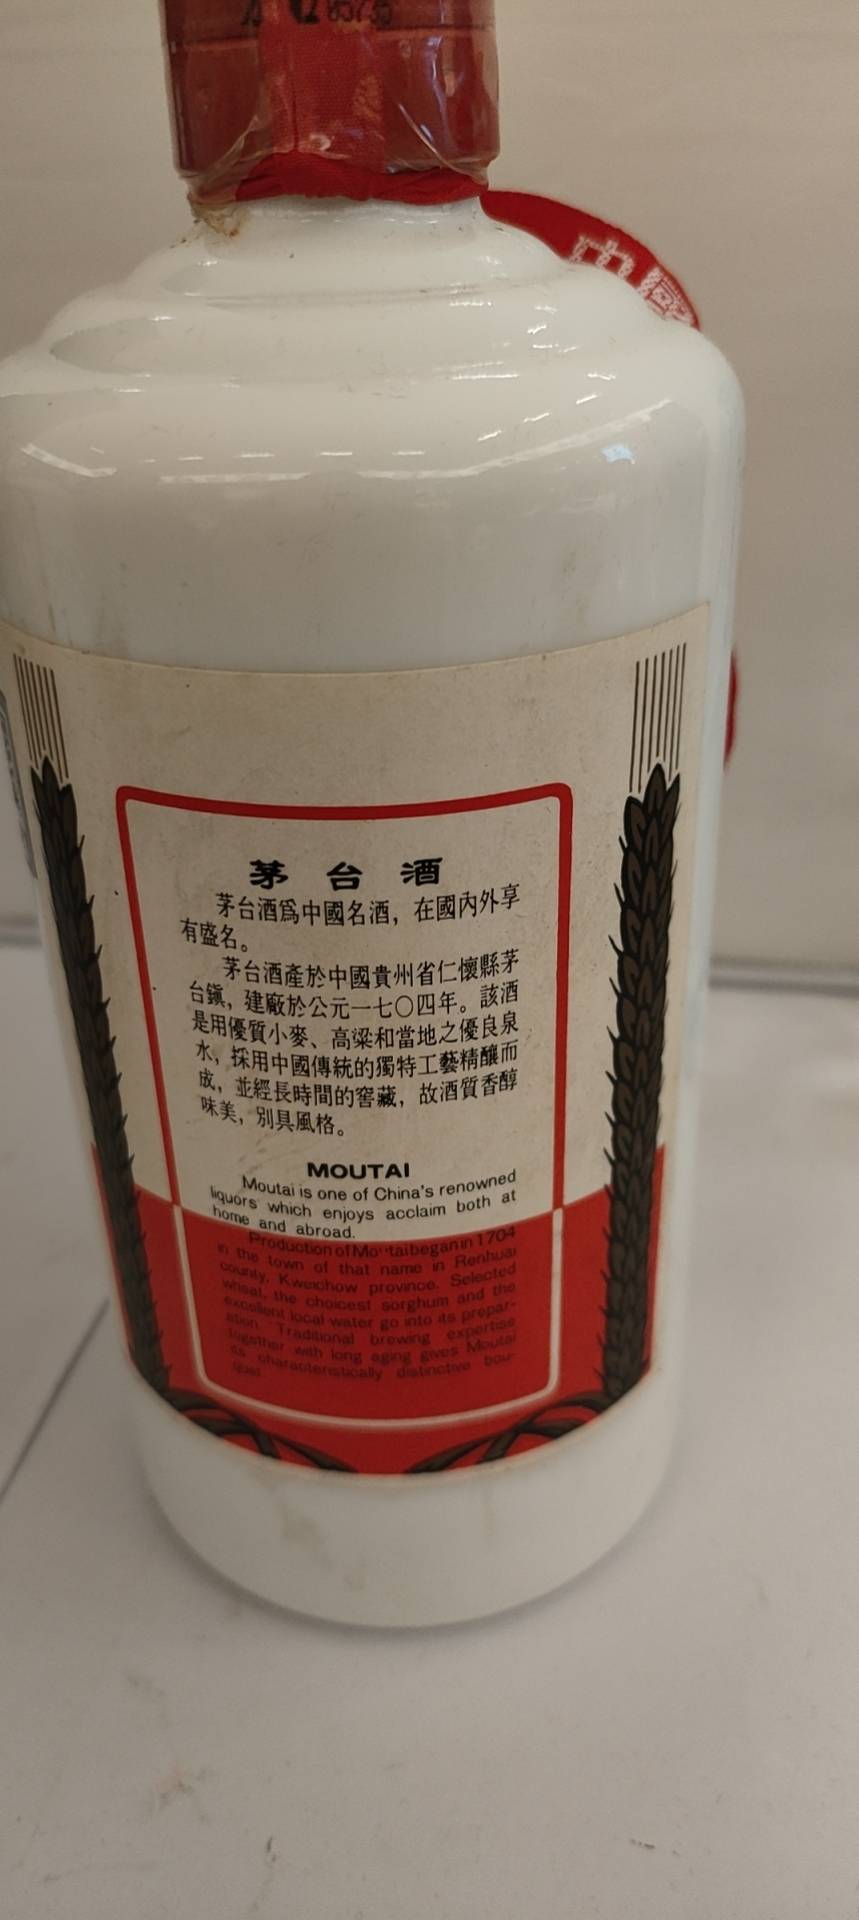 05735
中國
茅台酒
茅台酒爲中國名酒，在國內外享
有盛名。
茅台酒產於中國貴州省仁懷縣茅
台鎭，建廠於公元一七〇四年。該酒
是用優質小麥、高粱和當地之優良泉
水，採用中國傳統的獨特工藝精釀而
成，並經長時間的窖藏，故酒質香醇
味美，別具風格。
MOUTAI
Moutai is one of China's renowned
liquors which enjoys acclaim both at
home and abroad.
Production of Moutai began in 1704
in the town of that name in Renhuai
county, Kweichow province. Selected
wheat, the choicest sorghum and the
excellent local water go into its prepar-
ation. Traditional brewing expertise
together with long aging gives Moutai
its characteristically distinctive bou-
quet.